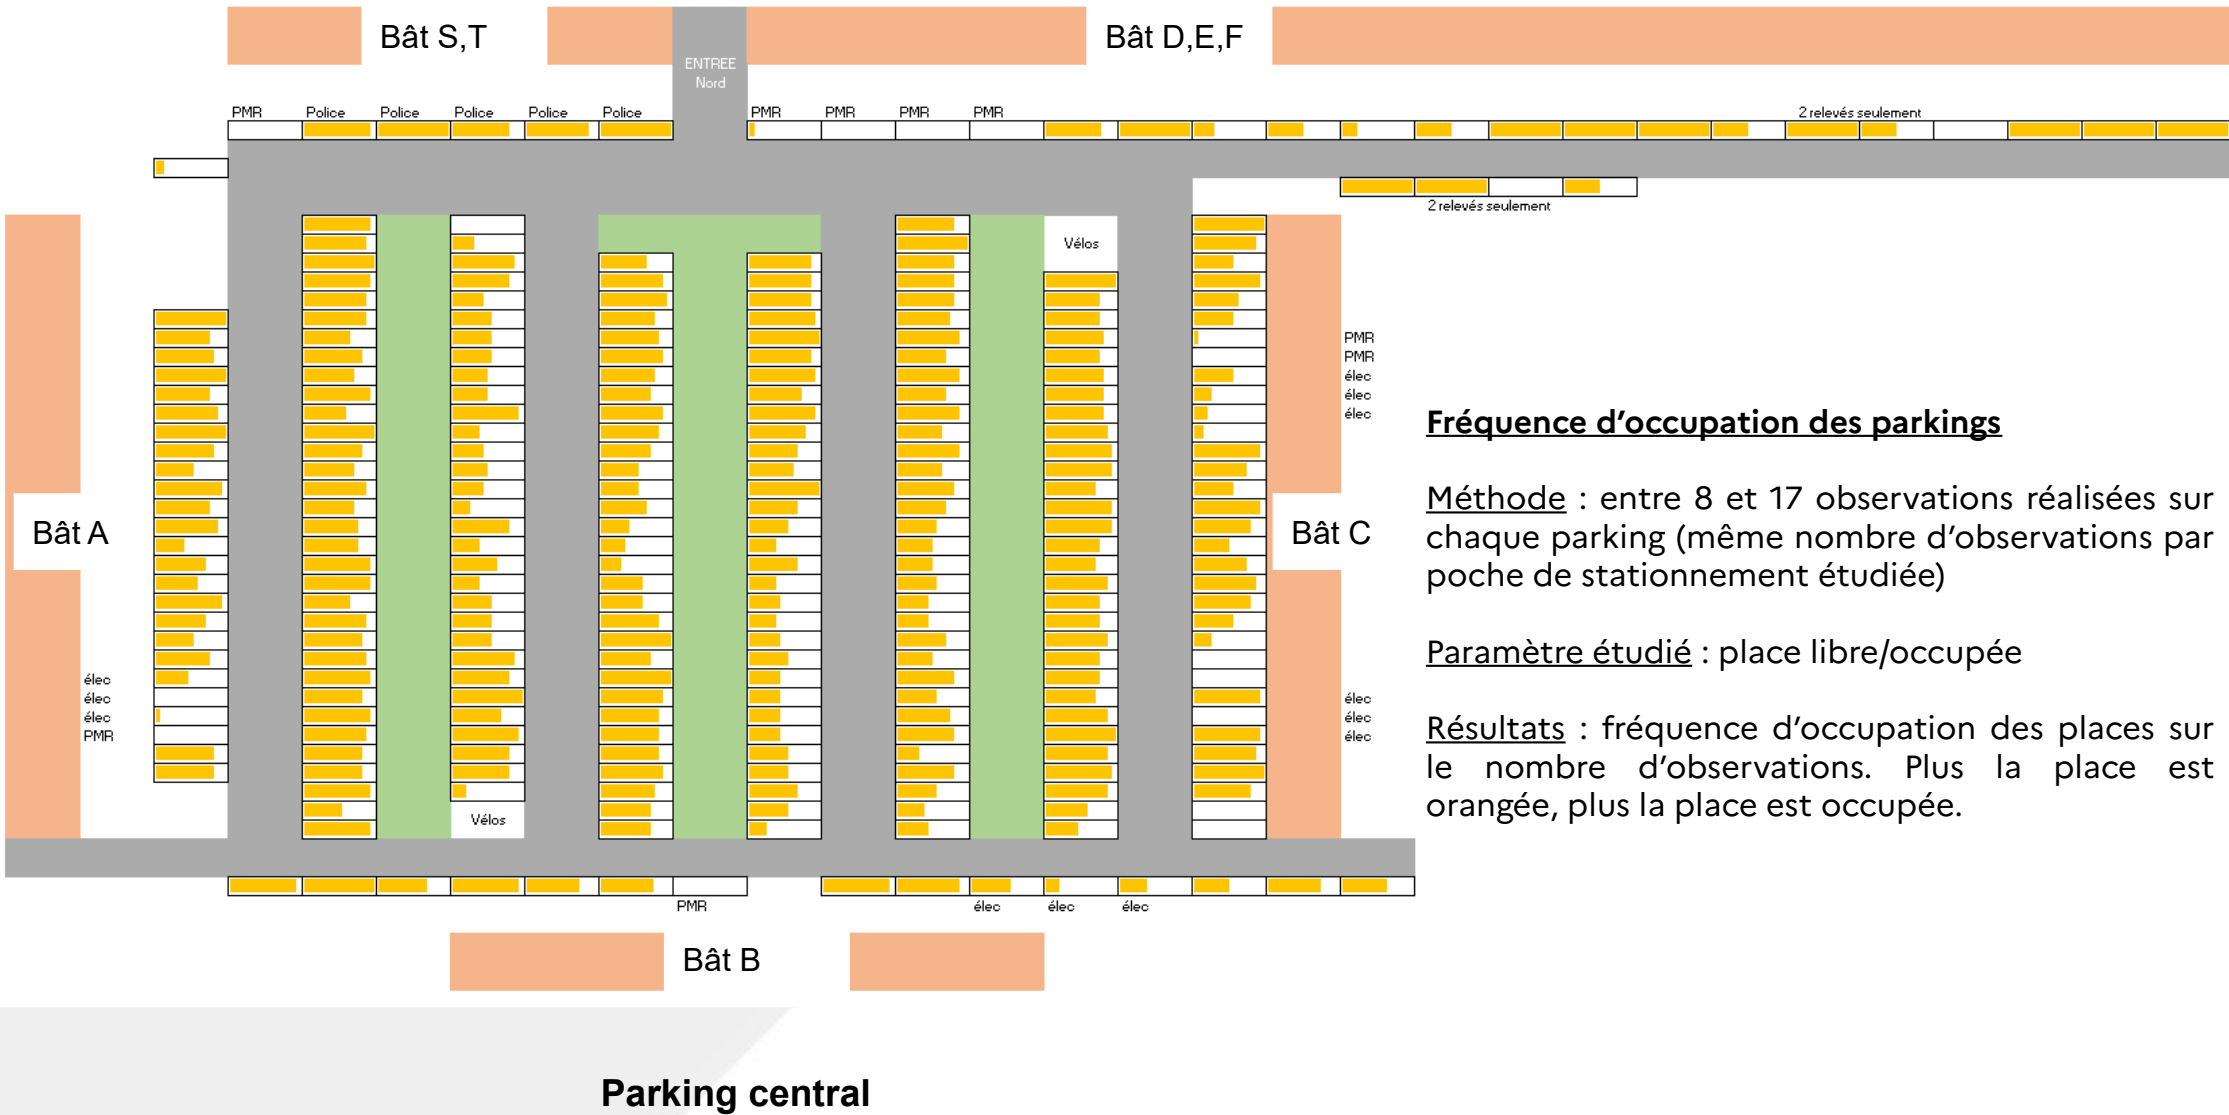 Bât S,T
Bât D,E,F
ENTREE
Nord
PMR Police Police Police Police Police PMR PMR PMR PMR 2 relevés seulement
2 relevés seulement
Vélos
PMR
PMR
élec
élec
élec
Fréquence d'occupation des parkings
Méthode : entre 8 et 17 observations réalisées sur
chaque parking (même nombre d'observations par
poche de stationnement étudiée)
Bât A
Bât C
Paramètre étudié : place libre/occupée
élec
élec
élec
PMR
élec
élec
élec
Résultats : fréquence d'occupation des places sur
le nombre d'observations. Plus la place est
orangée, plus la place est occupée.
Vélos
PMR élec élec élec
Bât B
Parking central